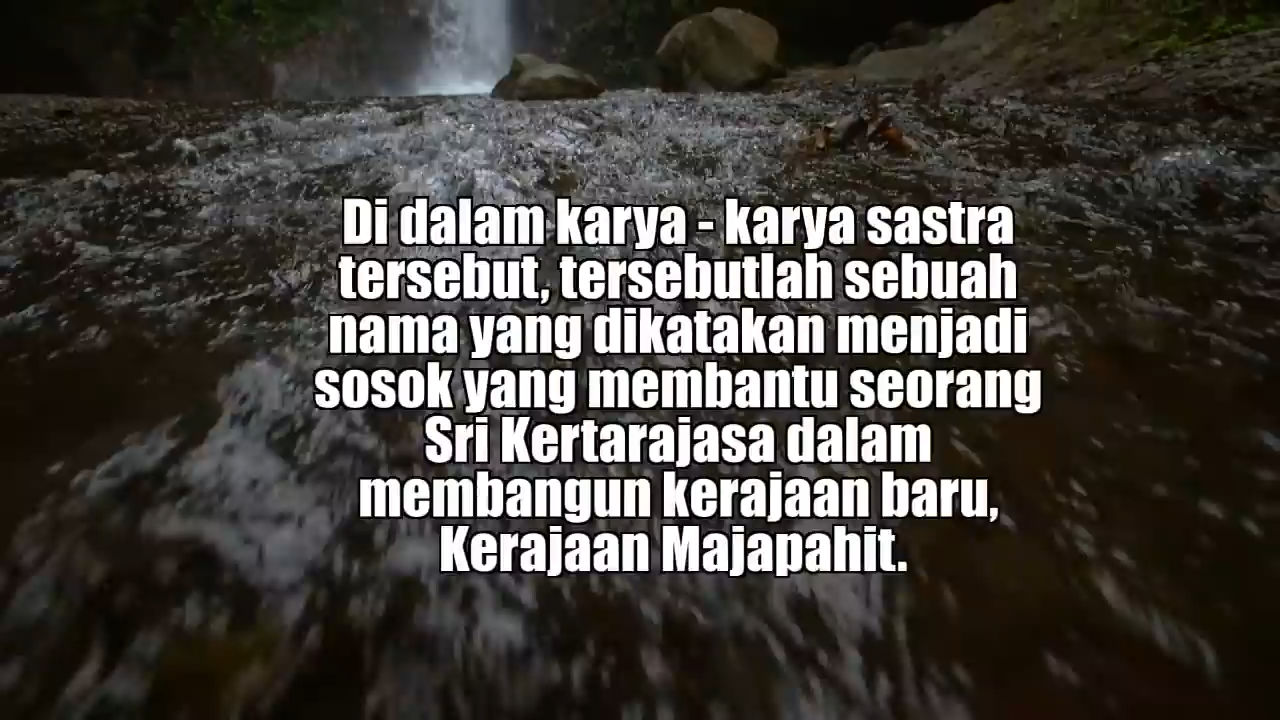 Di dalam karya - karya sastra
tersebut, tersebutlah sebuah
nama yang dikatakan menjadi
sosok yang membantu seorang
Sri Kertarajasa dalam
membangun kerajaan baru,
Kerajaan Majapahit.